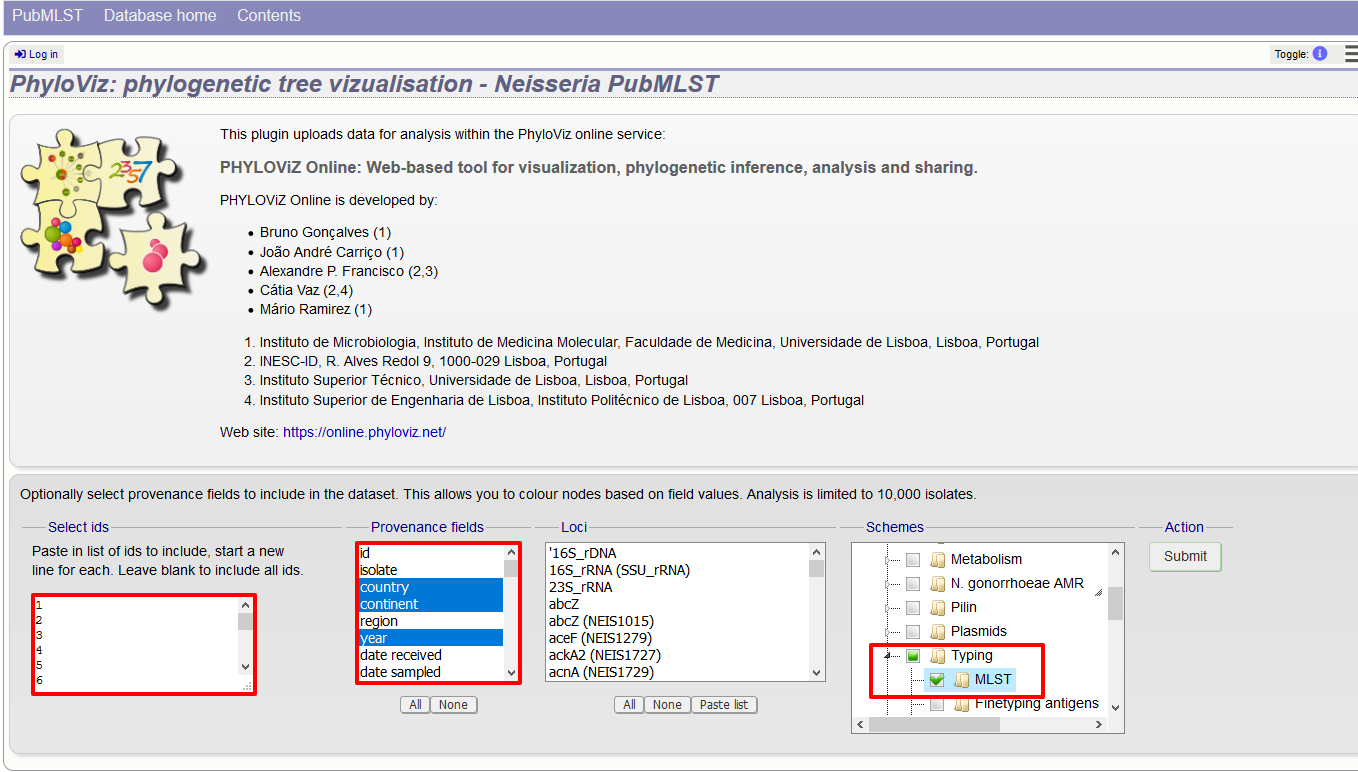 PubMLST Database home Contents
Log in
Toggle: i
PhyloViz: phylogenetic tree vizualisation - Neisseria PubMLST
2357
This plugin uploads data for analysis within the PhyloViz online service:
PHYLOViZ Online: Web-based tool for visualization, phylogenetic inference, analysis and sharing.
PHYLOViZ Online is developed by:
• Bruno Gonçalves (1)
• João André Carriço (1)
• Alexandre P. Francisco (2,3)
• Cátia Vaz (2,4)
• Mário Ramirez (1)
1. Instituto de Microbiologia, Instituto de Medicina Molecular, Faculdade de Medicina, Universidade de Lisboa, Lisboa, Portugal
2. INESC-ID, R. Alves Redol 9, 1000-029 Lisboa, Portugal
3. Instituto Superior Técnico, Universidade de Lisboa, Lisboa, Portugal
4. Instituto Superior de Engenharia de Lisboa, Instituto Politécnico de Lisboa, 007 Lisboa, Portugal
Web site: https://online.phyloviz.net/
Optionally select provenance fields to include in the dataset. This allows you to colour nodes based on field values. Analysis is limited to 10,000 isolates.
Select ids
Paste in list of ids to include, start a new
line for each. Leave blank to include all ids.
1
2
3
4
5
6
Provenance fields
id
isolate
country
continent
region
year
date received
date sampled
All None
Loci
'16S_rDNA
16S_rRNA (SSU_rRNA)
23S_rRNA
abcZ
abcZ (NEIS1015)
aceF (NEIS1279)
ackA2 (NEIS1727)
acnA (NEIS1729)
All None Paste list
Schemes
Metabolism
N. gonorrhoeae AMR
Pilin
Plasmids
Typing
MLST
Finetyping antigens
Action
Submit